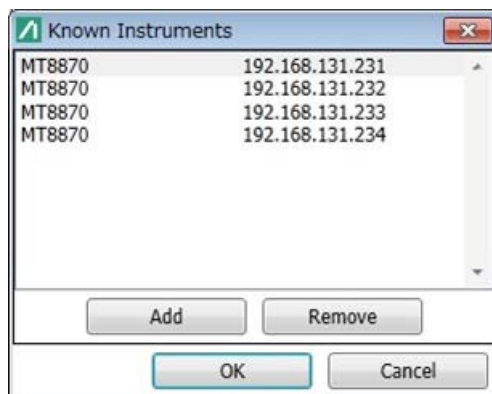 Known Instruments
MT8870 192.168.131.231
MT8870 192.168.131.232
MT8870 192.168.131.233
MT8870 192.168.131.234
Add Remove
OK Cancel